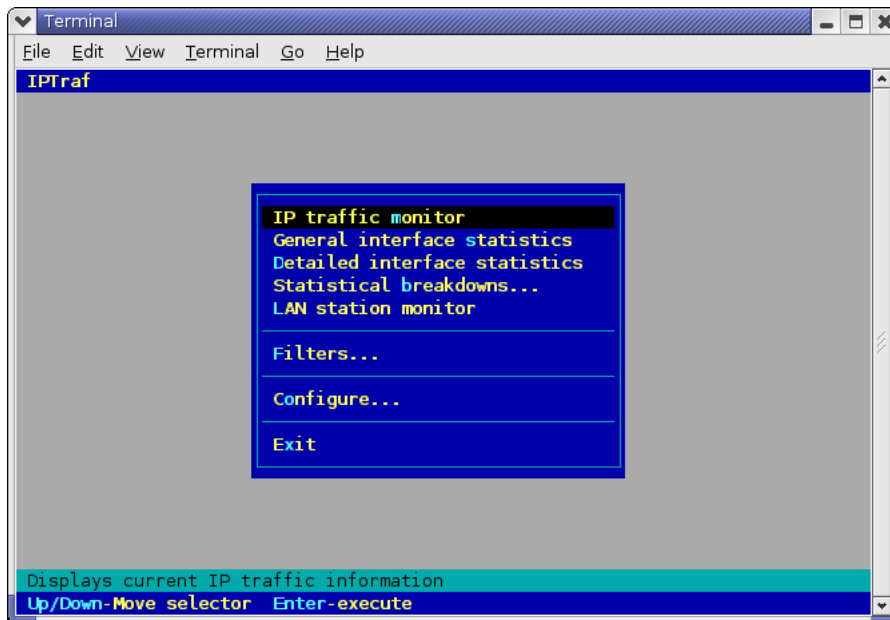 Terminal
File Edit View Terminal Go Help
IPTraf
IP traffic monitor
General interface statistics
Detailed interface statistics
Statistical breakdowns...
LAN station monitor
Filters...
Configure...
Exit
Displays current IP traffic information
Up/Down-Move selector Enter-execute